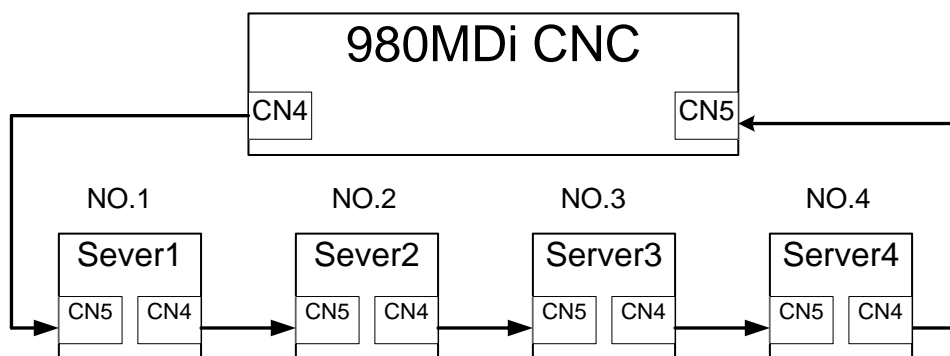 980MDi CNC
CN4 CN5
NO.1 NO.2 NO.3 NO.4
Sever1 Sever2 Server3 Server4
CN5 CN4 CN5 CN4 CN5 CN4 CN5 CN4